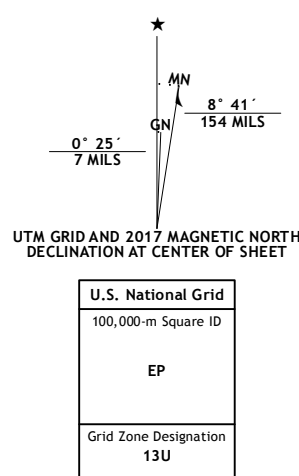 MN
8° 41´
154 MILS
GN
0° 25´
7 MILS
UTM GRID AND 2017 MAGNETIC NORTH
DECLINATION AT CENTER OF SHEET
U.S. National Grid
100,000-m Square ID
EP
Grid Zone Designation
13U